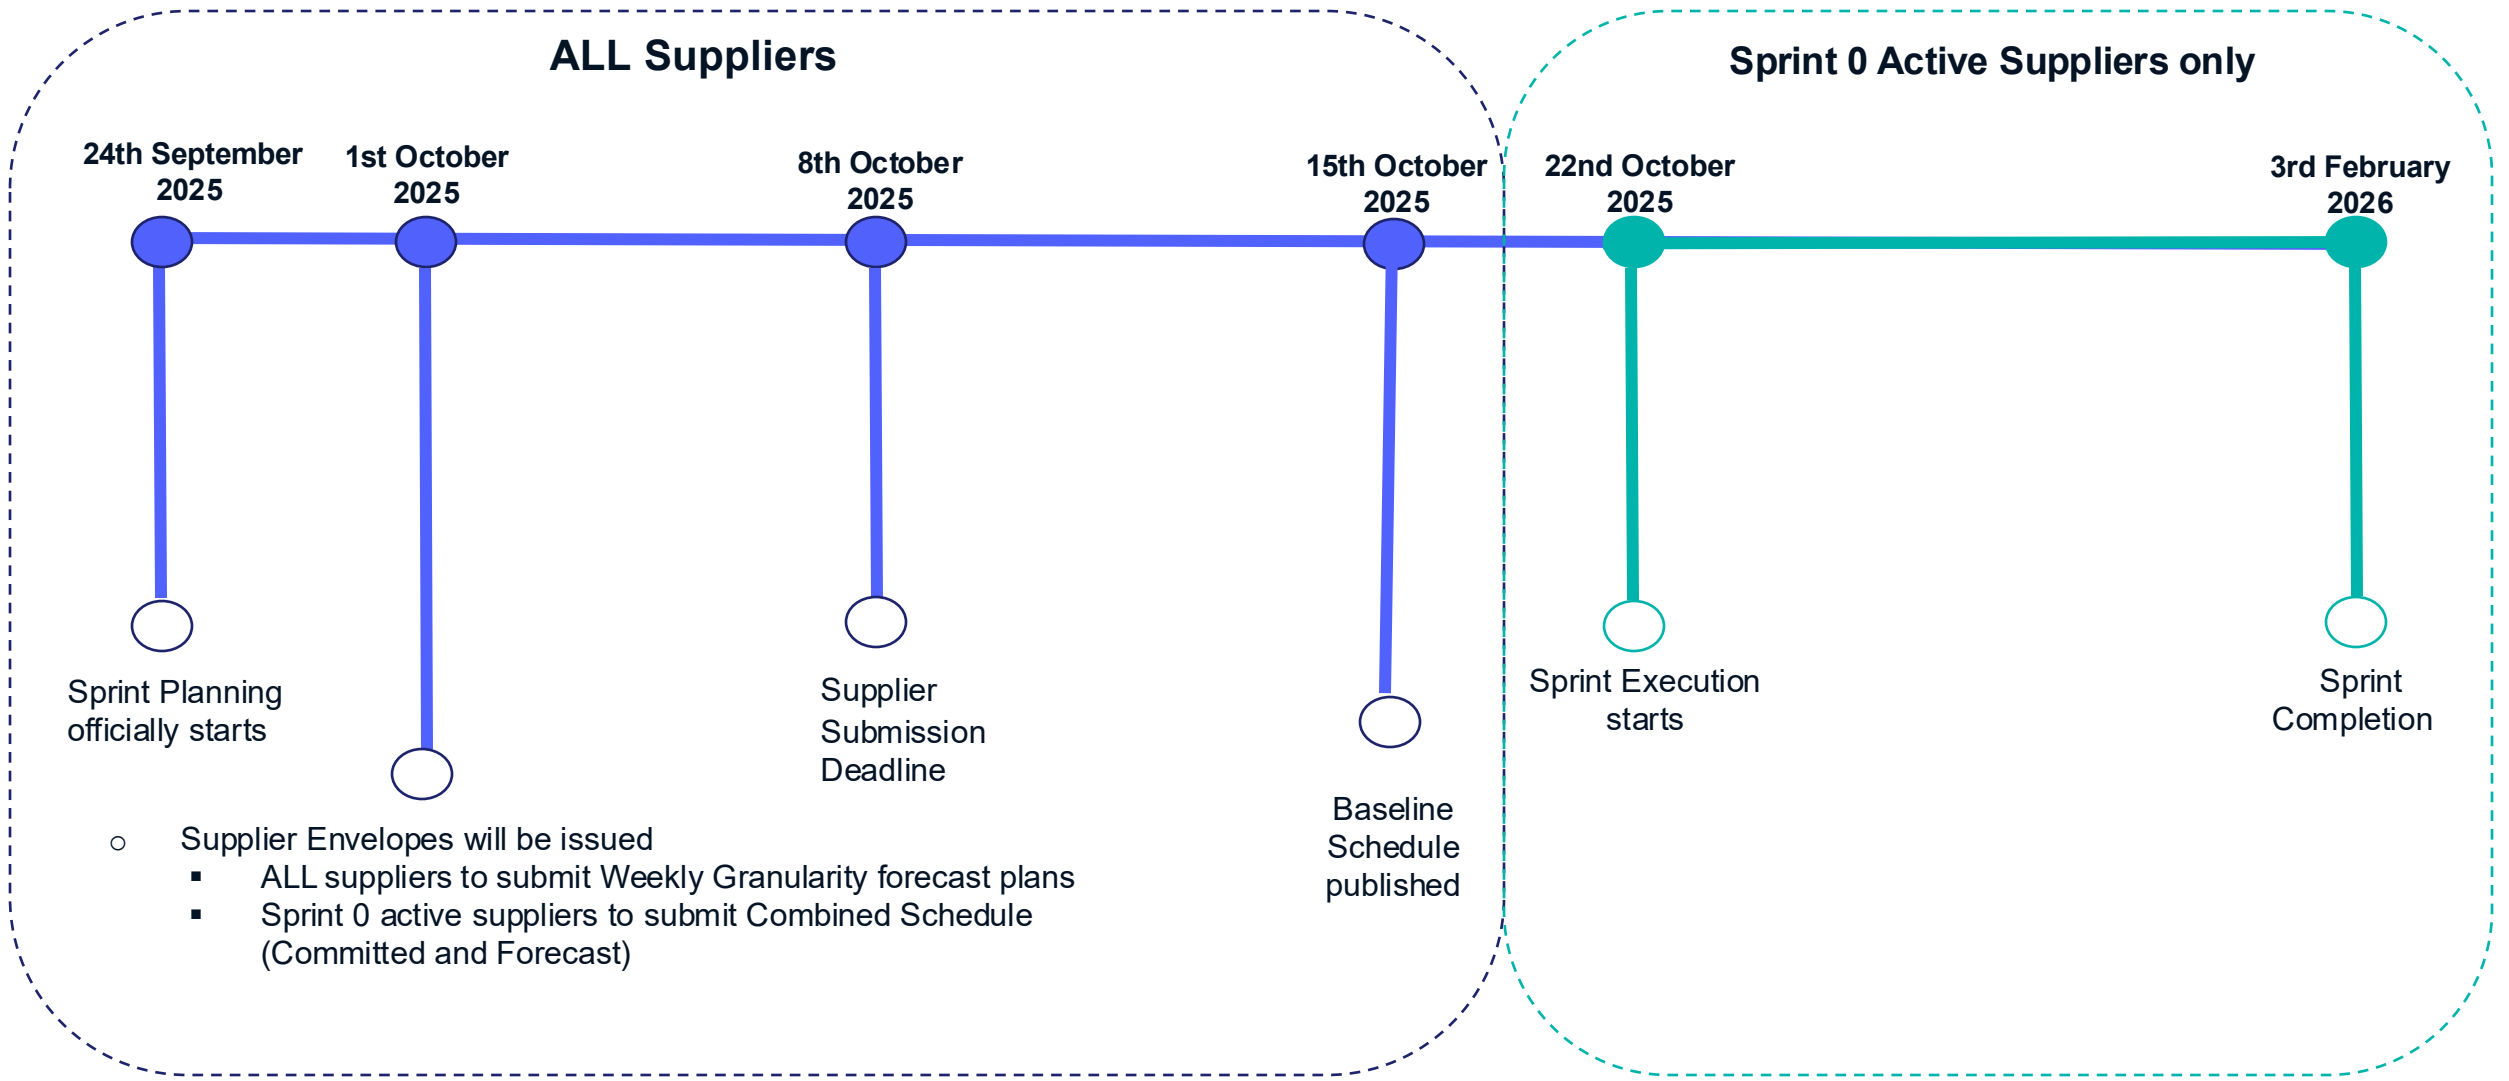 ALL Suppliers
Sprint 0 Active Suppliers only
24th September
2025
1st October
2025
8th October
2025
15th October
2025
22nd October
2025
3rd February
2026
Sprint Planning
officially starts
Supplier
Submission
Deadline
Sprint Execution
starts
Sprint
Completion
Baseline
Schedule
published
o Supplier Envelopes will be issued
▪ ALL suppliers to submit Weekly Granularity forecast plans
▪ Sprint 0 active suppliers to submit Combined Schedule
(Committed and Forecast)